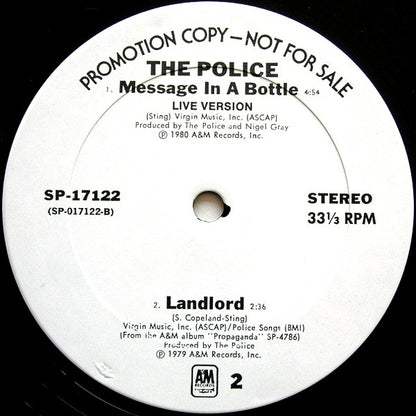 PROMOTION COPY—NOT FOR SALE
THE POLICE
1. Message In A Bottle 4:54
LIVE VERSION
(Sting) Virgin Music, Inc. (ASCAP)
Produced by The Police and Nigel Gray
Ⓟ 1980 A&M Records, Inc.
SP-17122
(SP-017122-B)
STEREO
33⅓ RPM
2. Landlord 2:36
(S. Copeland-Sting)
Virgin Music, Inc. (ASCAP)/Police Songs (BMI)
(From the A&M album "Propaganda" SP-4786)
Produced by The Police
Ⓟ 1979 A&M Records, Inc.
A&M
RECORDS
2